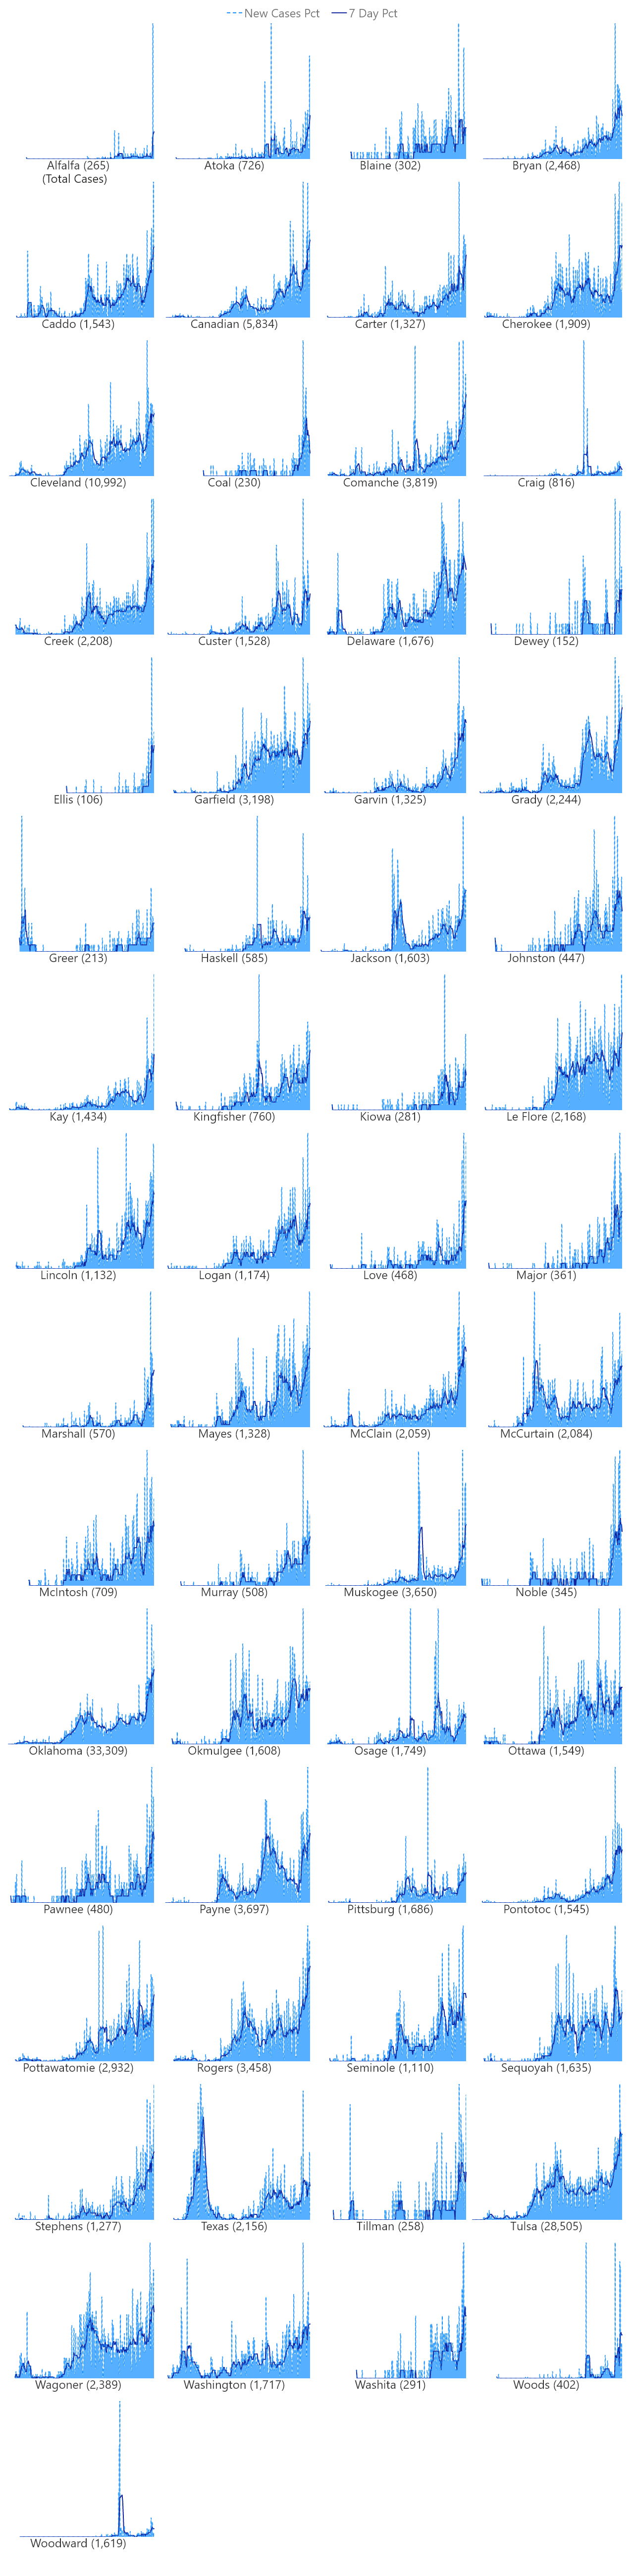 New Cases Pct 7 Day Pct
Alfalfa (265) Atoka (726) Blaine (302) Bryan (2,468)
(Total Cases)
Caddo (1,543) Canadian (5,834) Carter (1,327) Cherokee (1,909)
Cleveland (10,992) Coal (230) Comanche (3,819) Craig (816)
Creek (2,208) Custer (1,528) Delaware (1,676) Dewey (152)
Ellis (106) Garfield (3,198) Garvin (1,325) Grady (2,244)
Greer (213) Haskell (585) Jackson (1,603) Johnston (447)
Kay (1,434) Kingfisher (760) Kiowa (281) Le Flore (2,168)
Lincoln (1,132) Logan (1,174) Love (468) Major (361)
Marshall (570) Mayes (1,328) McClain (2,059) McCurtain (2,084)
McIntosh (709) Murray (508) Muskogee (3,650) Noble (345)
Oklahoma (33,309) Okmulgee (1,608) Osage (1,749) Ottawa (1,549)
Pawnee (480) Payne (3,697) Pittsburg (1,686) Pontotoc (1,545)
Pottawatomie (2,932) Rogers (3,458) Seminole (1,110) Sequoyah (1,635)
Stephens (1,277) Texas (2,156) Tillman (258) Tulsa (28,505)
Wagoner (2,389) Washington (1,717) Washita (291) Woods (402)
Woodward (1,619)